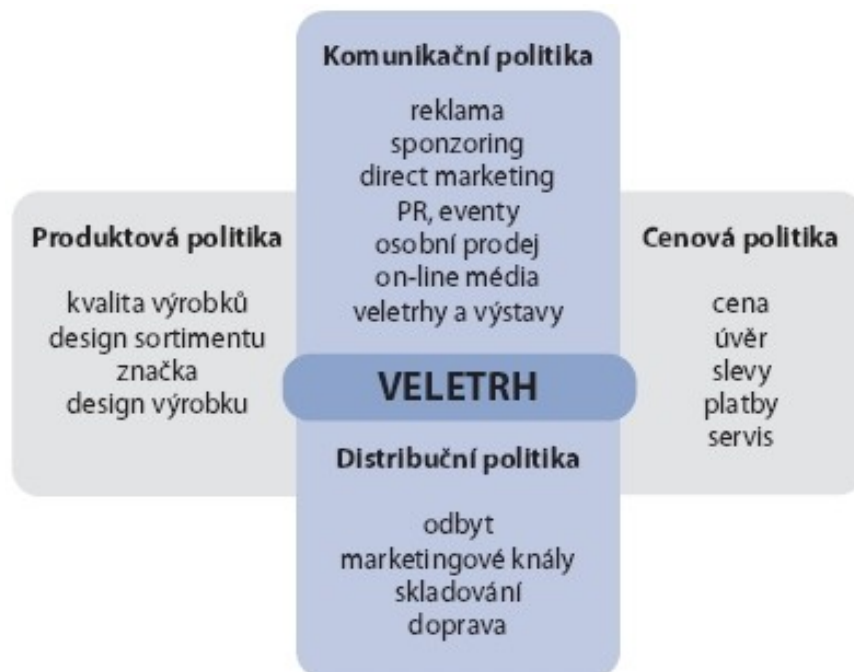 Komunikační politika
reklama
sponzoring
direct marketing
PR, eventy
osobní prodej
on-line média
veletrhy a výstavy
Produktová politika
kvalita výrobků
design sortimentu
značka
design výrobku
Cenová politika
cena
úvěr
slevy
platby
servis
VELETRH
Distribuční politika
odbyt
marketingové knály
skladování
doprava